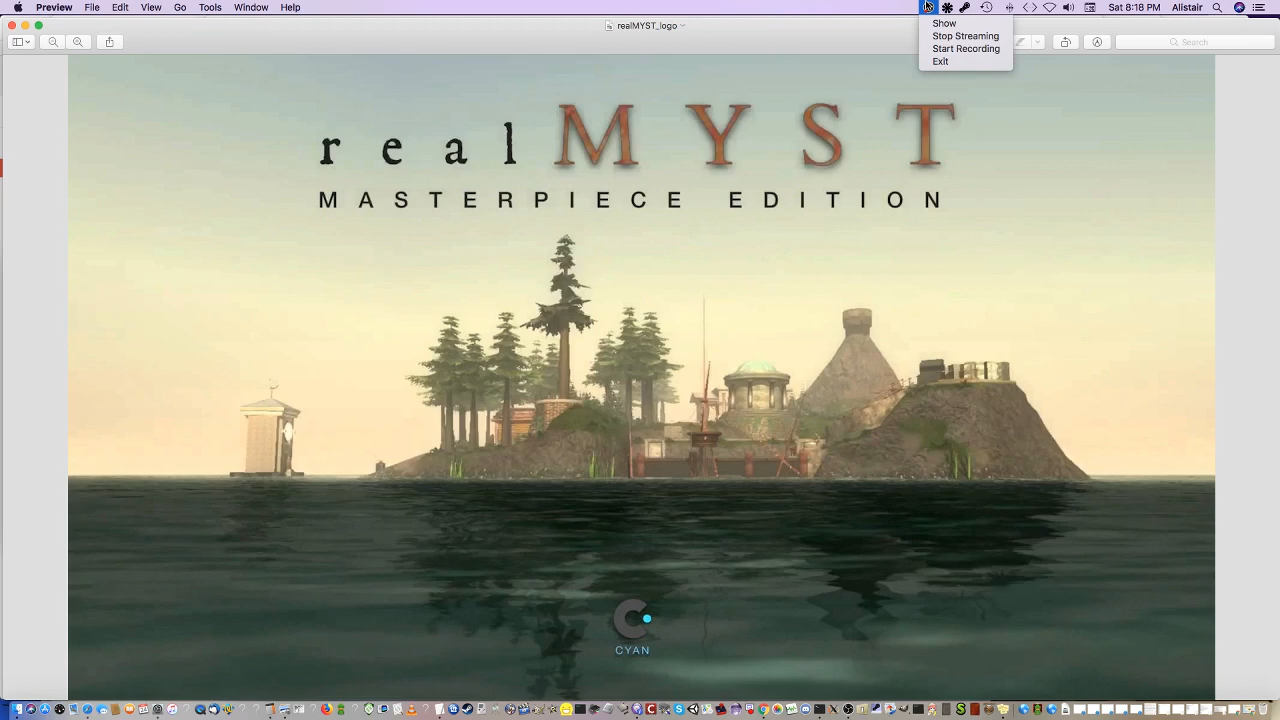 Preview File Edit View Go Tools Window Help Sat 8:18 PM Alistair
realMYST_logo
Search
Show
Stop Streaming
Start Recording
Exit
real MYST
MASTERPIECE EDITION
CYAN